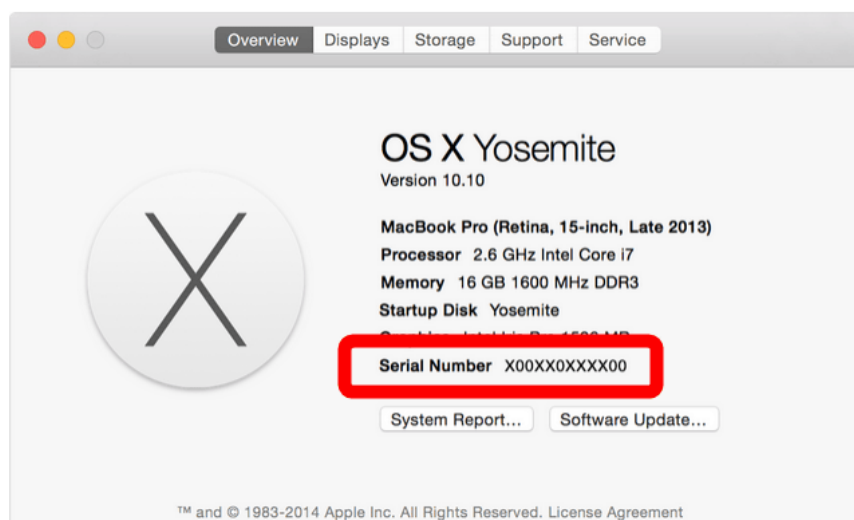 Overview Displays Storage Support Service
OS X Yosemite
Version 10.10
MacBook Pro (Retina, 15-inch, Late 2013)
Processor 2.6 GHz Intel Core i7
Memory 16 GB 1600 MHz DDR3
Startup Disk Yosemite
Serial Number X00XX0XXXX00
System Report... Software Update...
™ and © 1983-2014 Apple Inc. All Rights Reserved. License Agreement